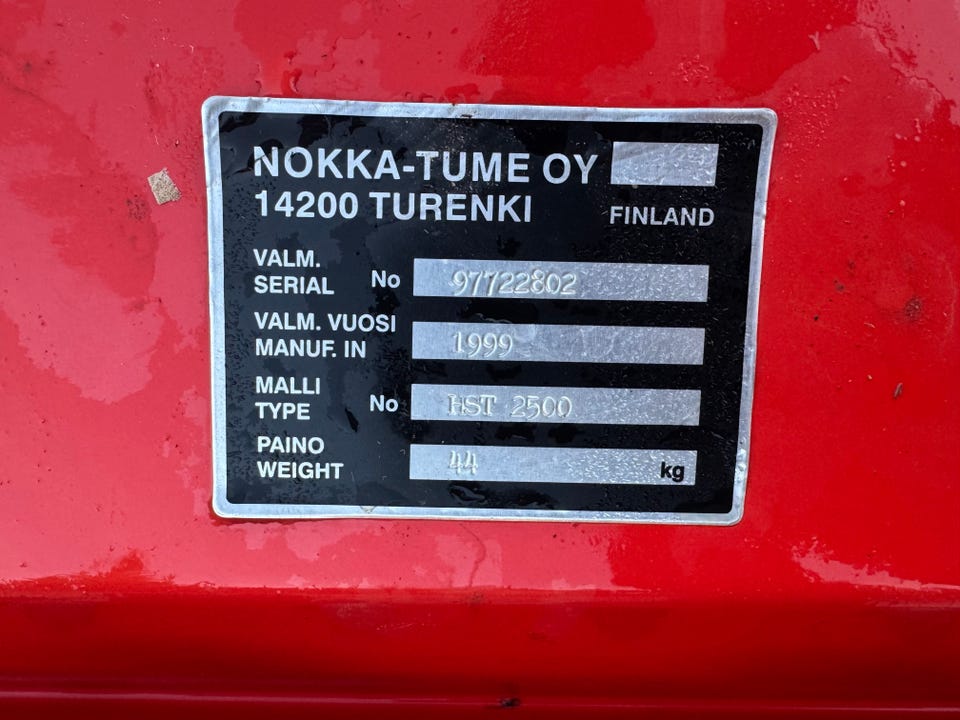 NOKKA-TUME OY
14200 TURENKI
FINLAND
VALM.
SERIAL No 97722802
VALM. VUOSI
MANUF. IN 1999
MALLI
TYPE No HST 2500
PAINO
WEIGHT 44 kg